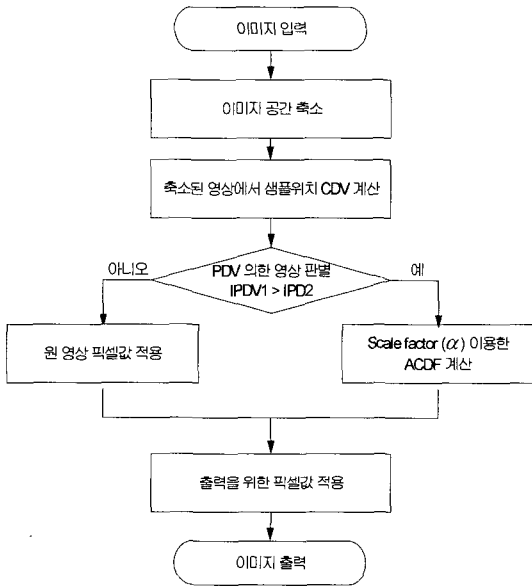 이미지 입력
이미지 공간 축소
축소된 영상에서 샘플위치 CDV 계산
PDV 의한 영상 판별
IPDV1 > IPD2
아니오
예
원 영상 픽셀값 적용
Scale factor (α) 이용한
ACDF 계산
출력을 위한 픽셀값 적용
이미지 출력